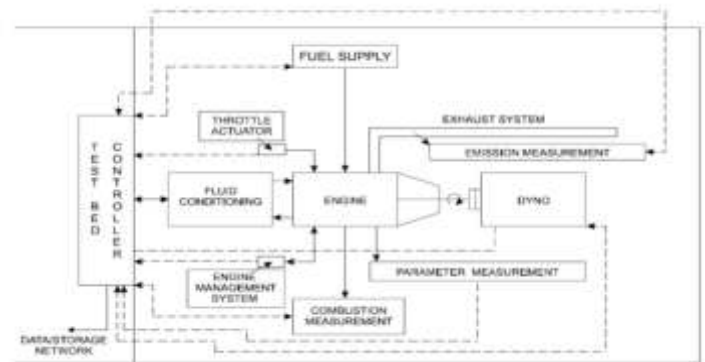 FUEL SUPPLY
THROTTLE
ACTUATOR
EXHAUST SYSTEM
EMISSION MEASUREMENT
TEST BED
CONTROLLER
FLUID
CONDITIONING
ENGINE
DYNO
ENGINE
MANAGEMENT
SYSTEM
PARAMETER MEASUREMENT
COMBUSTION
MEASUREMENT
DATA/STORAGE
NETWORK